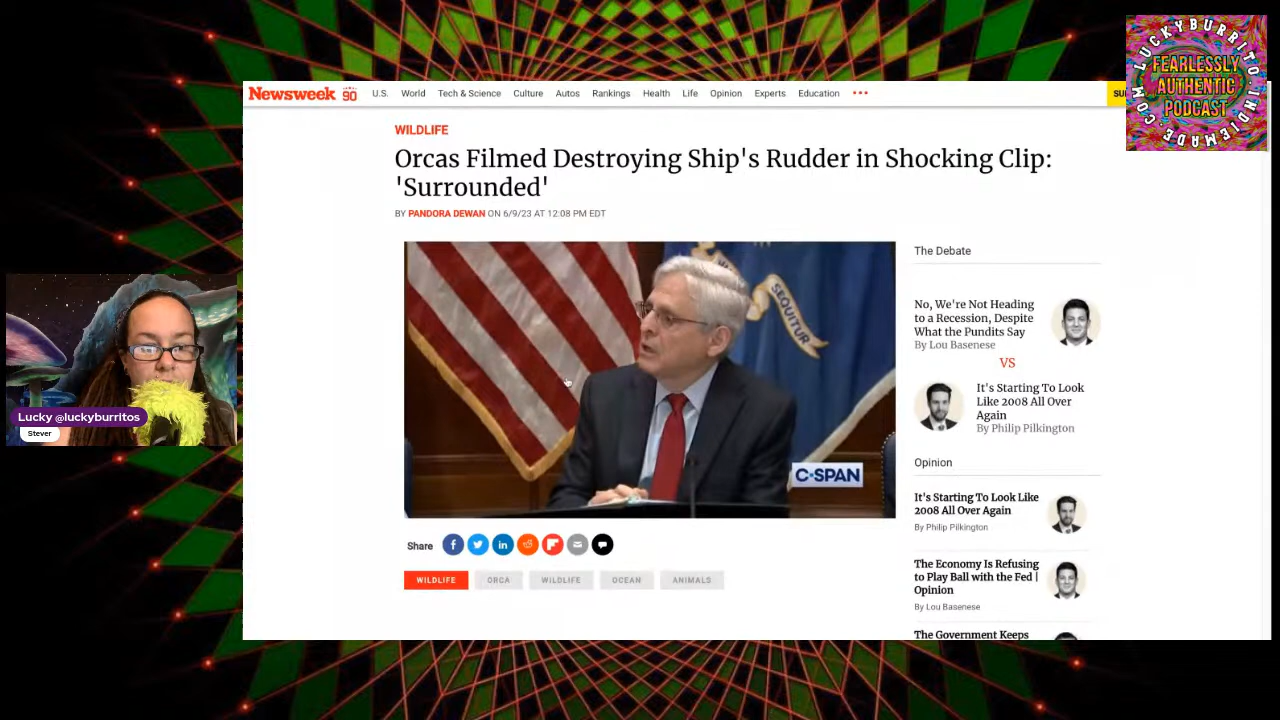 Newsweek 90
U.S. World Tech & Science Culture Autos Rankings Health Life Opinion Experts Education •••
SU
LUCKYBURRITO.INDIEMADE.COM
FEARLESSLY
AUTHENTIC
PODCAST
WILDLIFE
Orcas Filmed Destroying Ship's Rudder in Shocking Clip:
'Surrounded'
BY PANDORA DEWAN ON 6/9/23 AT 12:08 PM EDT
SEQUITUR
C-SPAN
Share
WILDLIFE ORCA WILDLIFE OCEAN ANIMALS
The Debate
No, We're Not Heading
to a Recession, Despite
What the Pundits Say
By Lou Basenese
VS
It's Starting To Look
Like 2008 All Over
Again
By Philip Pilkington
Opinion
It's Starting To Look Like
2008 All Over Again
By Philip Pilkington
The Economy Is Refusing
to Play Ball with the Fed |
Opinion
By Lou Basenese
The Government Keeps
Lucky @luckyburritos
Stever